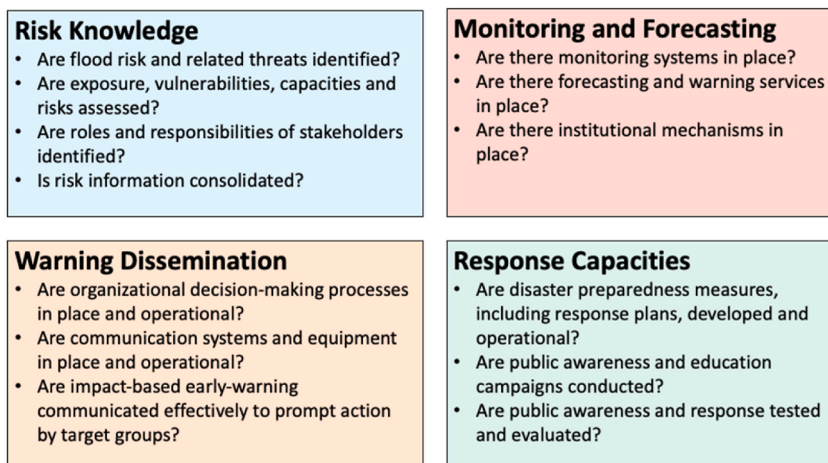 Risk Knowledge
• Are flood risk and related threats identified?
• Are exposure, vulnerabilities, capacities and
risks assessed?
• Are roles and responsibilities of stakeholders
identified?
• Is risk information consolidated?
Monitoring and Forecasting
• Are there monitoring systems in place?
• Are there forecasting and warning services
in place?
• Are there institutional mechanisms in
place?
Warning Dissemination
• Are organizational decision-making processes
in place and operational?
• Are communication systems and equipment
in place and operational?
• Are impact-based early-warning
communicated effectively to prompt action
by target groups?
Response Capacities
• Are disaster preparedness measures,
including response plans, developed and
operational?
• Are public awareness and education
campaigns conducted?
• Are public awareness and response tested
and evaluated?